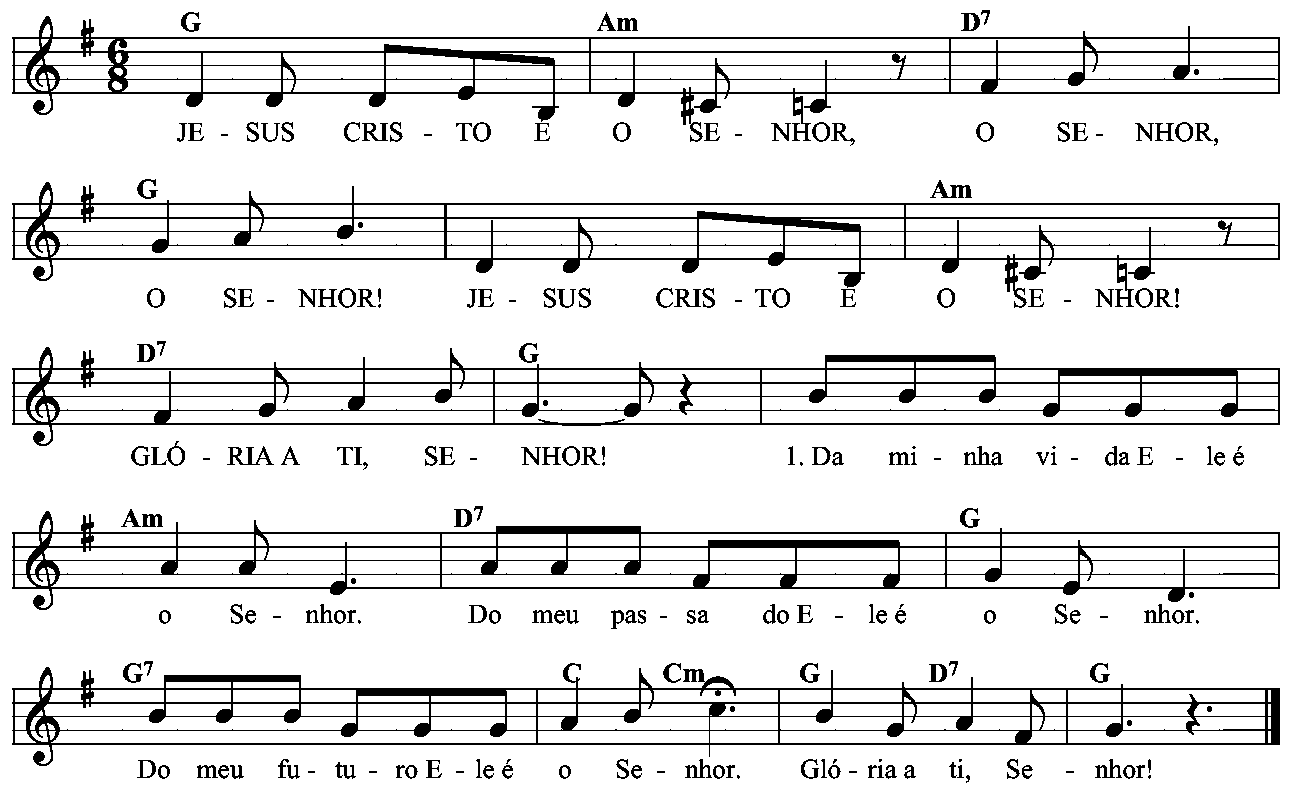 G Am D7
6
8
JE - SUS CRIS - TO E O SE - NHOR, O SE - NHOR,
G Am
O SE - NHOR! JE - SUS CRIS - TO E O SE - NHOR!
D7 G
GLÓ - RIA A TI, SE - NHOR! 1. Da mi - nha vi - da E - le é
Am D7 G
o Se - nhor. Do meu pas - sa do E - le é o Se - nhor.
G7 C Cm G D7 G
Do meu fu - tu - ro E - le é o Se - nhor. Gló - ria a ti, Se - nhor!